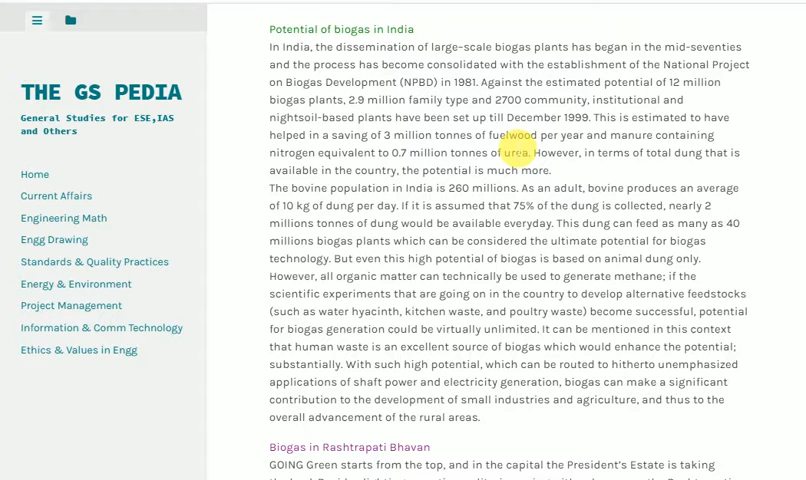 THE GS PEDIA
General Studies for ESE,IAS
and Others
Home
Current Affairs
Engineering Math
Engg Drawing
Standards & Quality Practices
Energy & Environment
Project Management
Information & Comm Technology
Ethics & Values in Engg
Potential of biogas in India
In India, the dissemination of large-scale biogas plants has began in the mid-seventies
and the process has become consolidated with the establishment of the National Project
on Biogas Development (NPBD) in 1981. Against the estimated potential of 12 million
biogas plants, 2.9 million family type and 2700 community, institutional and
nightsoil-based plants have been set up till December 1999. This is estimated to have
helped in a saving of 3 million tonnes of fuelwood per year and manure containing
nitrogen equivalent to 0.7 million tonnes of urea. However, in terms of total dung that is
available in the country, the potential is much more.
The bovine population in India is 260 millions. As an adult, bovine produces an average
of 10 kg of dung per day. If it is assumed that 75% of the dung is collected, nearly 2
millions tonnes of dung would be available everyday. This dung can feed as many as 40
millions biogas plants which can be considered the ultimate potential for biogas
technology. But even this high potential of biogas is based on animal dung only.
However, all organic matter can technically be used to generate methane; if the
scientific experiments that are going on in the country to develop alternative feedstocks
(such as water hyacinth, kitchen waste, and poultry waste) become successful, potential
for biogas generation could be virtually unlimited. It can be mentioned in this context
that human waste is an excellent source of biogas which would enhance the potential;
substantially. With such high potential, which can be routed to hitherto unemphasized
applications of shaft power and electricity generation, biogas can make a significant
contribution to the development of small industries and agriculture, and thus to the
overall advancement of the rural areas.
Biogas in Rashtrapati Bhavan
GOING Green starts from the top, and in the capital the President's Estate is taking